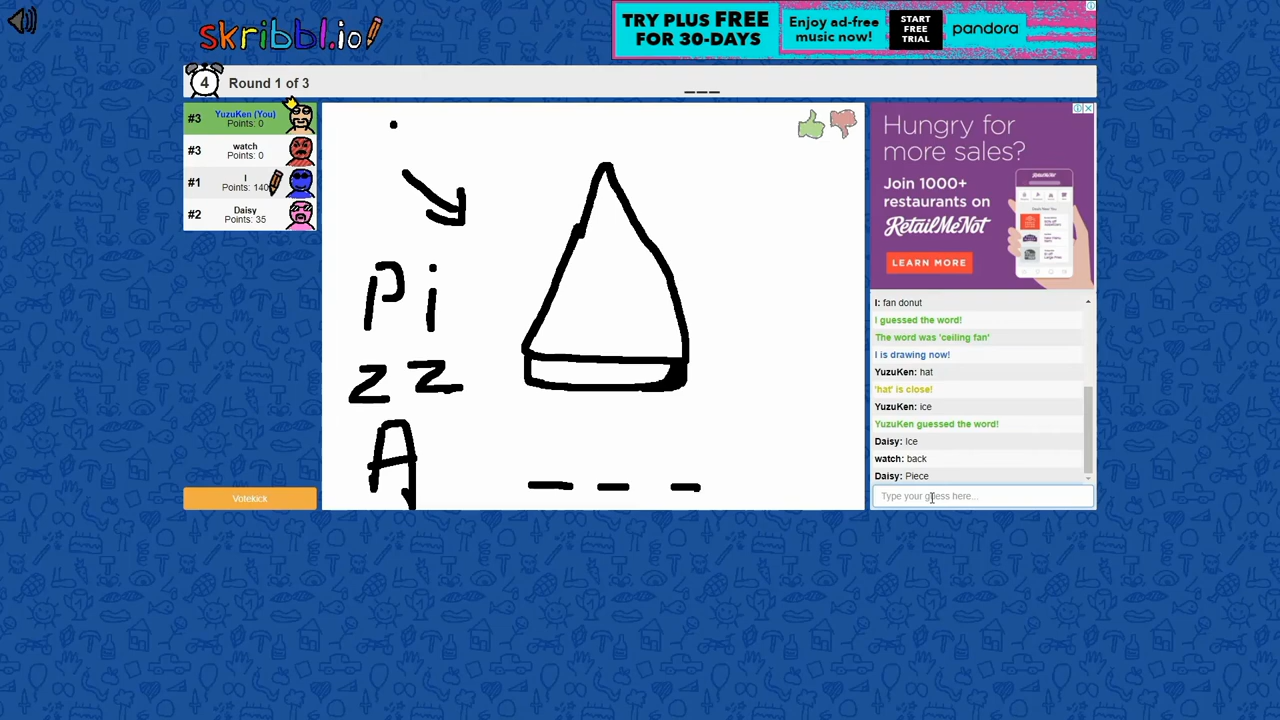 skribbl.io
TRY PLUS FREE
FOR 30-DAYS
Enjoy ad-free
music now!
START
FREE
TRIAL
pandora
4
Round 1 of 3
___
#3
YuzuKen (You)
Points: 0
#3
watch
Points: 0
#1
I
Points: 140
#2
Daisy
Points: 35
Votekick
Pi
zz
A
_ _ _
Hungry for
more sales?
Join 1000+
restaurants on
RetailMeNot
LEARN MORE
I: fan donut
I guessed the word!
The word was 'ceiling fan'
I is drawing now!
YuzuKen: hat
'hat' is close!
YuzuKen: ice
YuzuKen guessed the word!
Daisy: Ice
watch: back
Daisy: Piece
Type your guess here...